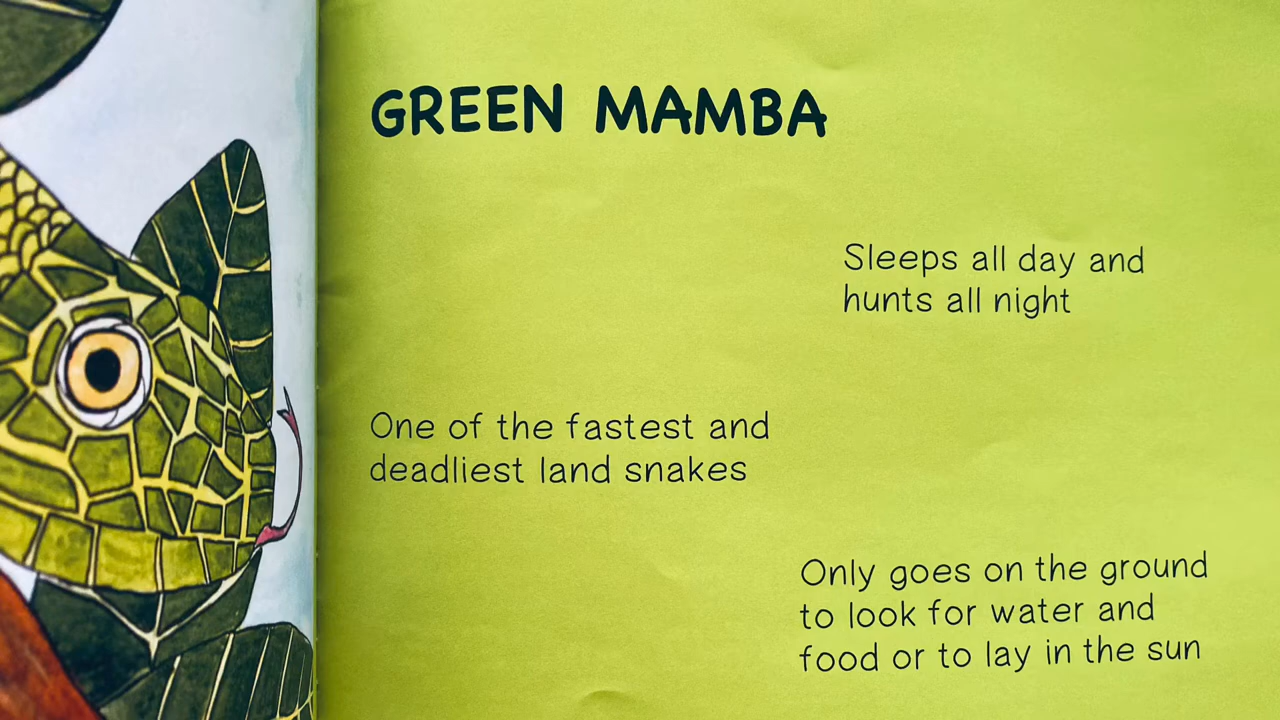 GREEN MAMBA
Sleeps all day and
hunts all night
One of the fastest and
deadliest land snakes
Only goes on the ground
to look for water and
food or to lay in the sun